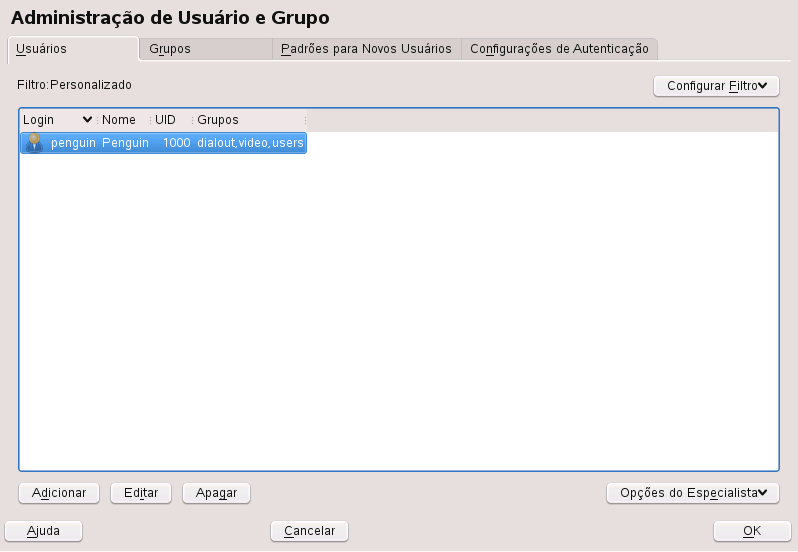 Administração de Usuário e Grupo
Usuários Grupos Padrões para Novos Usuários Configurações de Autenticação
Filtro:Personalizado Configurar Filtro
Login Nome UID Grupos
penguin Penguin 1000 dialout,video,users
Adicionar Editar Apagar Opções do Especialista
Ajuda Cancelar OK